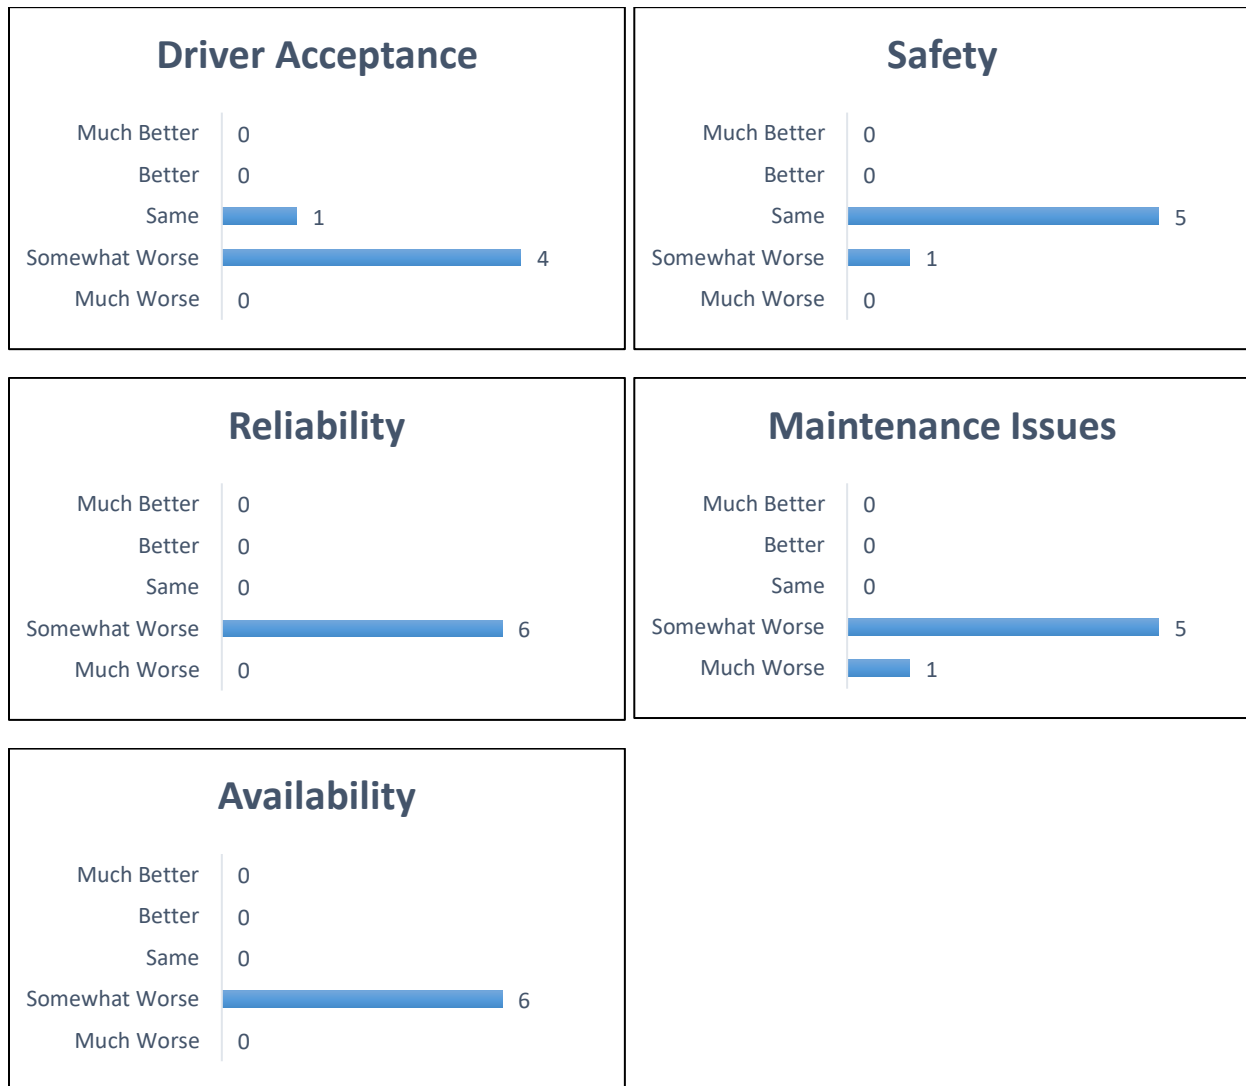 Driver Acceptance
Much Better 0
Better 0
Same 1
Somewhat Worse 4
Much Worse 0
Safety
Much Better 0
Better 0
Same 5
Somewhat Worse 1
Much Worse 0
Reliability
Much Better 0
Better 0
Same 0
Somewhat Worse 6
Much Worse 0
Maintenance Issues
Much Better 0
Better 0
Same 0
Somewhat Worse 5
Much Worse 1
Availability
Much Better 0
Better 0
Same 0
Somewhat Worse 6
Much Worse 0